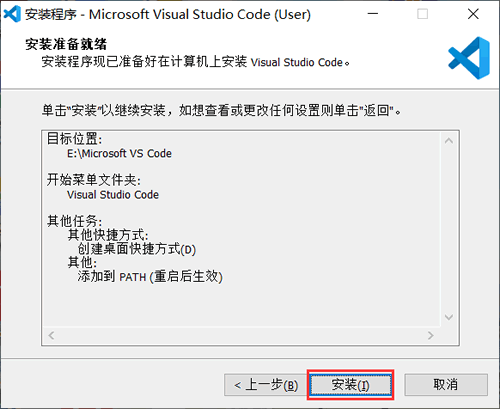 安装程序 - Microsoft Visual Studio Code (User)
安装准备就绪
安装程序现已准备好在计算机上安装 Visual Studio Code。
单击"安装"以继续安装，如想查看或更改任何设置则单击"返回"。
目标位置:
E:\Microsoft VS Code
开始菜单文件夹:
Visual Studio Code
其他任务:
其他快捷方式:
创建桌面快捷方式(D)
其他:
添加到 PATH (重启后生效)
< 上一步(B)
安装(I)
取消